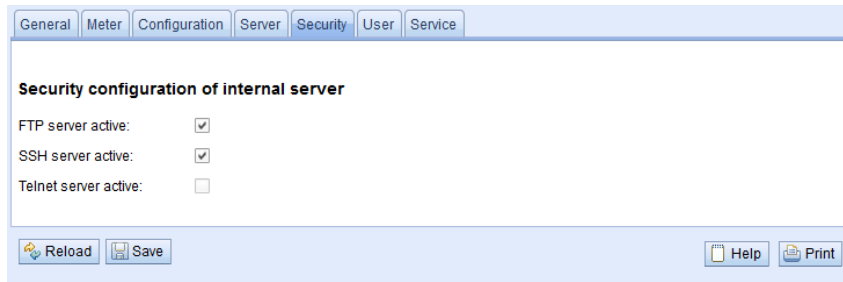 General Meter Configuration Server Security User Service
Security configuration of internal server
FTP server active:
SSH server active:
Telnet server active:
Reload Save Help Print